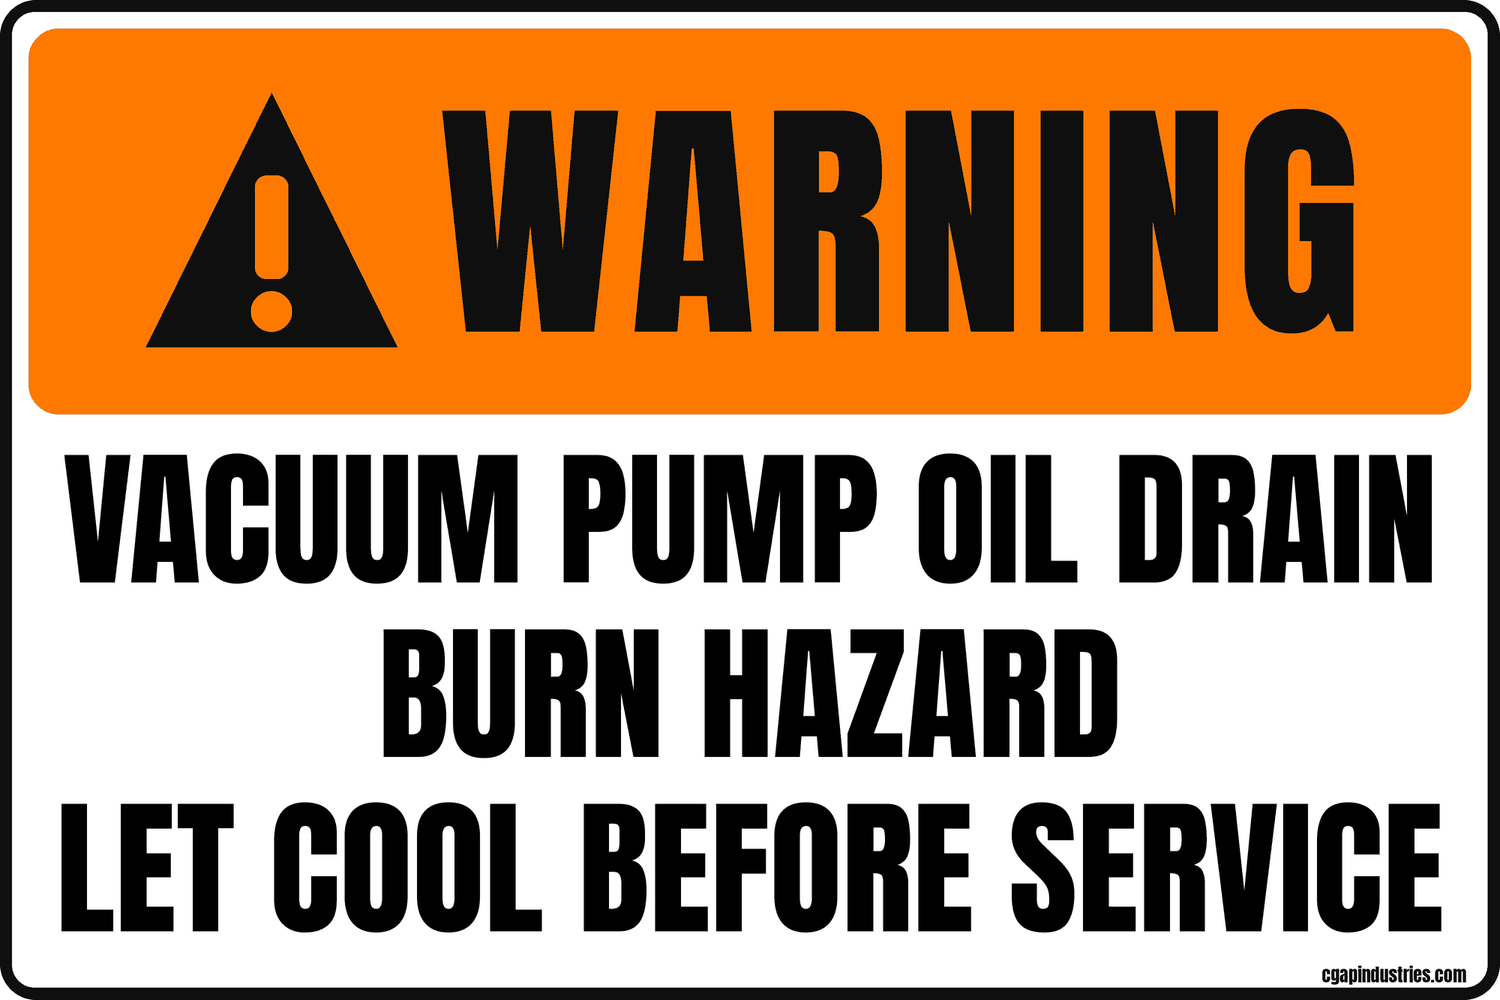 WARNING
VACUUM PUMP OIL DRAIN
BURN HAZARD
LET COOL BEFORE SERVICE
cgapindustries.com